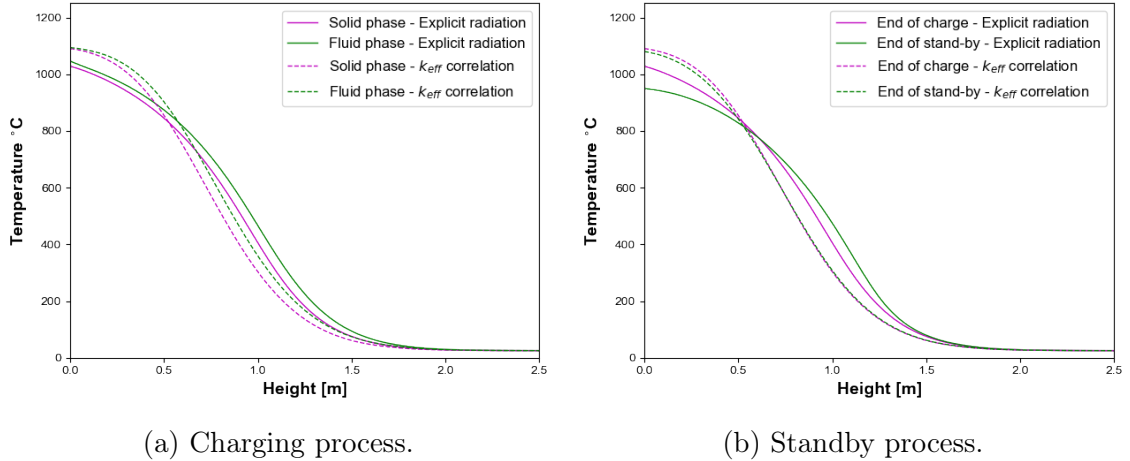 1200
1000
800
600
400
200
0
Temperature °C
0.0 0.5 1.0 1.5 2.0 2.5
Height [m]
Solid phase - Explicit radiation
Fluid phase - Explicit radiation
Solid phase - k_eff correlation
Fluid phase - k_eff correlation
(a) Charging process.
1200
1000
800
600
400
200
0
Temperature °C
0.0 0.5 1.0 1.5 2.0 2.5
Height [m]
End of charge - Explicit radiation
End of stand-by - Explicit radiation
End of charge - k_eff correlation
End of stand-by - k_eff correlation
(b) Standby process.